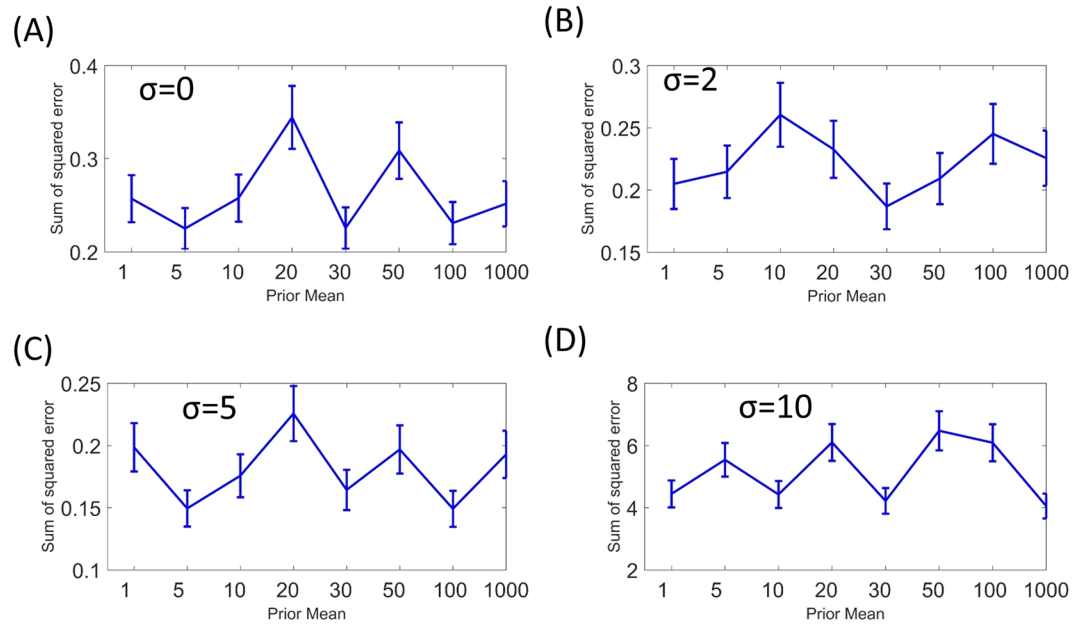 (A)
σ=0
Sum of squared error
0.4
0.3
0.2
1 5 10 20 30 50 100 1000
Prior Mean
(B)
σ=2
Sum of squared error
0.3
0.25
0.2
0.15
1 5 10 20 30 50 100 1000
Prior Mean
(C)
σ=5
Sum of squared error
0.25
0.2
0.15
0.1
1 5 10 20 30 50 100 1000
Prior Mean
(D)
σ=10
Sum of squared error
8
6
4
2
1 5 10 20 30 50 100 1000
Prior Mean